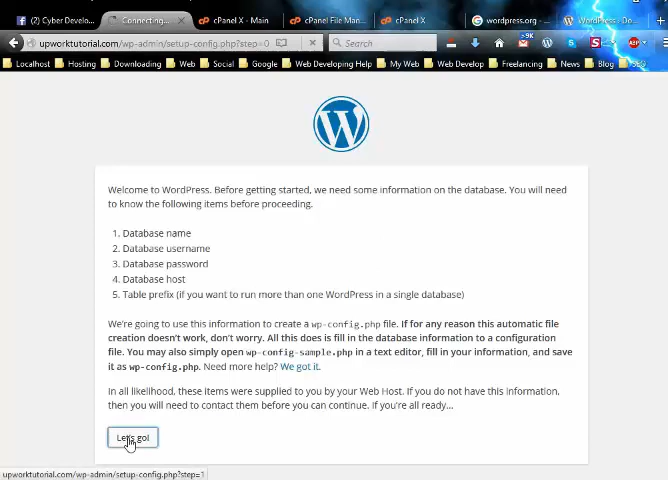 (2) Cyber Develo...
Connecting...
cPanel X - Main
cPanel File Man...
cPanel X
wordpress.org - ...
WordPress › Do...
upworktutorial.com/wp-admin/setup-config.php?step=0
Search
>9K
ABP
Localhost
Hosting
Downloading
Web
Social
Google
Web Developing Help
My Web
Web Develop
Freelancing
News
Blog
SEO
W
Welcome to WordPress. Before getting started, we need some information on the database. You will need
to know the following items before proceeding.
1. Database name
2. Database username
3. Database password
4. Database host
5. Table prefix (if you want to run more than one WordPress in a single database)
We're going to use this information to create a wp-config.php file. If for any reason this automatic file
creation doesn't work, don't worry. All this does is fill in the database information to a configuration
file. You may also simply open wp-config-sample.php in a text editor, fill in your information, and save
it as wp-config.php. Need more help? We got it.
In all likelihood, these items were supplied to you by your Web Host. If you do not have this information,
then you will need to contact them before you can continue. If you're all ready...
Let's go!
upworktutorial.com/wp-admin/setup-config.php?step=1